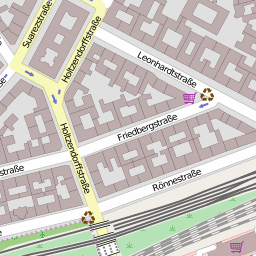 Suarezstraße
Holtzendorffstraße
Leonhardtstraße
Friedbergstraße
Holtzendorffstraße
straße
Rönnestraße